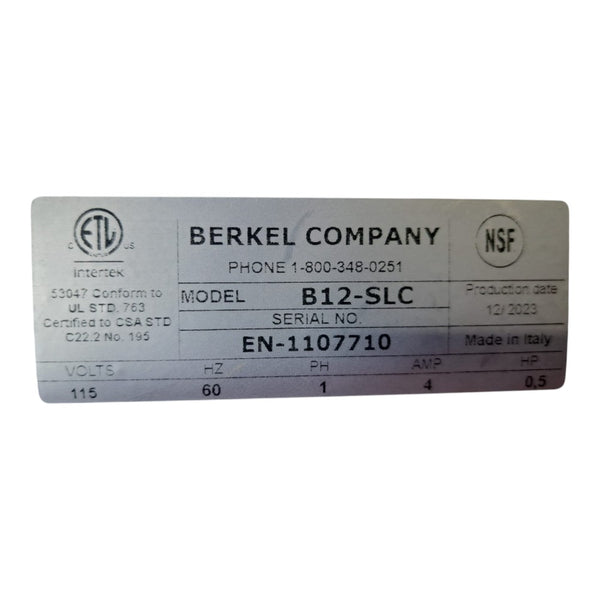 C ETL US
Intertek
53047 Conform to
UL STD. 763
Certified to CSA STD
C22.2 No. 195
BERKEL COMPANY
PHONE 1-800-348-0251
MODEL B12-SLC
SERIAL NO.
EN-1107710
NSF
Production date
12/2023
Made in Italy
VOLTS HZ PH AMP HP
115 60 1 4 0,5